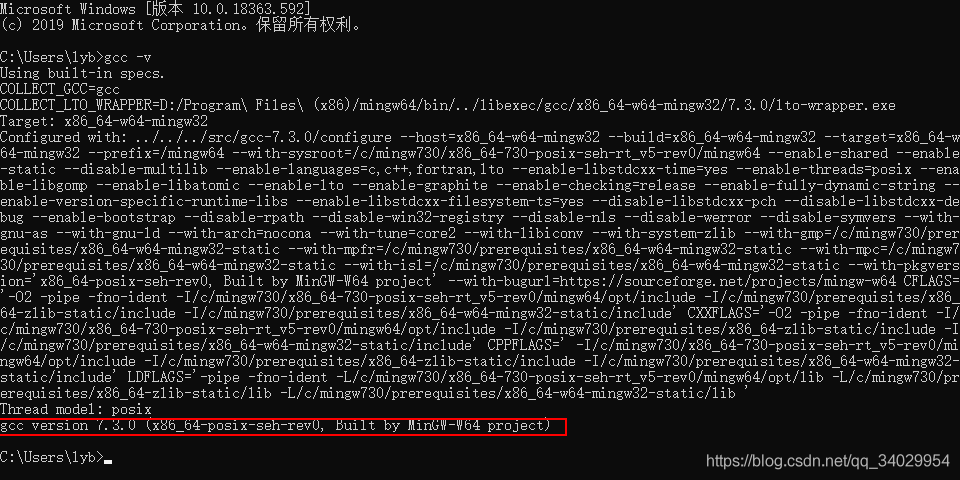 Microsoft Windows [版本 10.0.18363.592]
(c) 2019 Microsoft Corporation。保留所有权利。
C:\Users\lyb>gcc -v
Using built-in specs.
COLLECT_GCC=gcc
COLLECT_LTO_WRAPPER=D:/Program\ Files\ (x86)/mingw64/bin/../libexec/gcc/x86_64-w64-mingw32/7.3.0/lto-wrapper.exe
Target: x86_64-w64-mingw32
Configured with: ../../../src/gcc-7.3.0/configure --host=x86_64-w64-mingw32 --build=x86_64-w64-mingw32 --target=x86_64-w
64-mingw32 --prefix=/mingw64 --with-sysroot=/c/mingw730/x86_64-730-posix-seh-rt_v5-rev0/mingw64 --enable-shared --enable
-static --disable-multilib --enable-languages=c,c++,fortran,lto --enable-libstdcxx-time=yes --enable-threads=posix --ena
ble-libgomp --enable-libatomic --enable-lto --enable-graphite --enable-checking=release --enable-fully-dynamic-string --
enable-version-specific-runtime-libs --enable-libstdcxx-filesystem-ts=yes --disable-libstdcxx-pch --disable-libstdcxx-de
bug --enable-bootstrap --disable-rpath --disable-win32-registry --disable-nls --disable-werror --disable-symvers --with-
gnu-as --with-gnu-ld --with-arch=nocona --with-tune=core2 --with-libiconv --with-system-zlib --with-gmp=/c/mingw730/prer
equisites/x86_64-w64-mingw32-static --with-mpfr=/c/mingw730/prerequisites/x86_64-w64-mingw32-static --with-mpc=/c/mingw7
30/prerequisites/x86_64-w64-mingw32-static --with-isl=/c/mingw730/prerequisites/x86_64-w64-mingw32-static --with-pkgvers
ion='x86_64-posix-seh-rev0, Built by MinGW-W64 project' --with-bugurl=https://sourceforge.net/projects/mingw-w64 CFLAGS=
'-O2 -pipe -fno-ident -I/c/mingw730/x86_64-730-posix-seh-rt_v5-rev0/mingw64/opt/include -I/c/mingw730/prerequisites/x86_
64-zlib-static/include -I/c/mingw730/prerequisites/x86_64-w64-mingw32-static/include' CXXFLAGS='-O2 -pipe -fno-ident -I/
c/mingw730/x86_64-730-posix-seh-rt_v5-rev0/mingw64/opt/include -I/c/mingw730/prerequisites/x86_64-zlib-static/include -I
/c/mingw730/prerequisites/x86_64-w64-mingw32-static/include' CPPFLAGS=' -I/c/mingw730/x86_64-730-posix-seh-rt_v5-rev0/mi
ngw64/opt/include -I/c/mingw730/prerequisites/x86_64-zlib-static/include -I/c/mingw730/prerequisites/x86_64-w64-mingw32-
static/include' LDFLAGS='-pipe -fno-ident -L/c/mingw730/x86_64-730-posix-seh-rt_v5-rev0/mingw64/opt/lib -L/c/mingw730/pr
erequisites/x86_64-zlib-static/lib -L/c/mingw730/prerequisites/x86_64-w64-mingw32-static/lib '
Thread model: posix
gcc version 7.3.0 (x86_64-posix-seh-rev0, Built by MinGW-W64 project)
C:\Users\lyb>
https://blog.csdn.net/qq_34029954